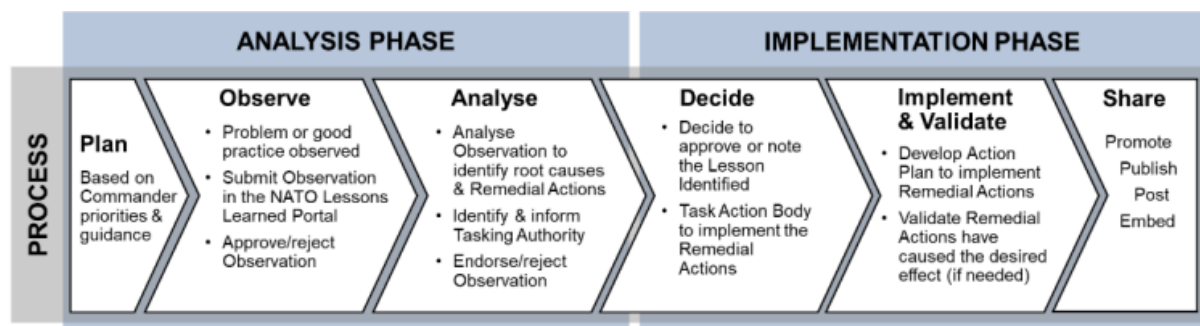 ANALYSIS PHASE
IMPLEMENTATION PHASE
PROCESS
Plan
Based on
Commander
priorities &
guidance
Observe
• Problem or good
practice observed
• Submit Observation
in the NATO Lessons
Learned Portal
• Approve/reject
Observation
Analyse
• Analyse
Observation to
identify root causes
& Remedial Actions
• Identify & inform
Tasking Authority
• Endorse/reject
Observation
Decide
• Decide to
approve or note
the Lesson
Identified
• Task Action Body
to implement the
Remedial
Actions
Implement
& Validate
• Develop Action
Plan to implement
Remedial Actions
• Validate Remedial
Actions have
caused the desired
effect (if needed)
Share
Promote
Publish
Post
Embed